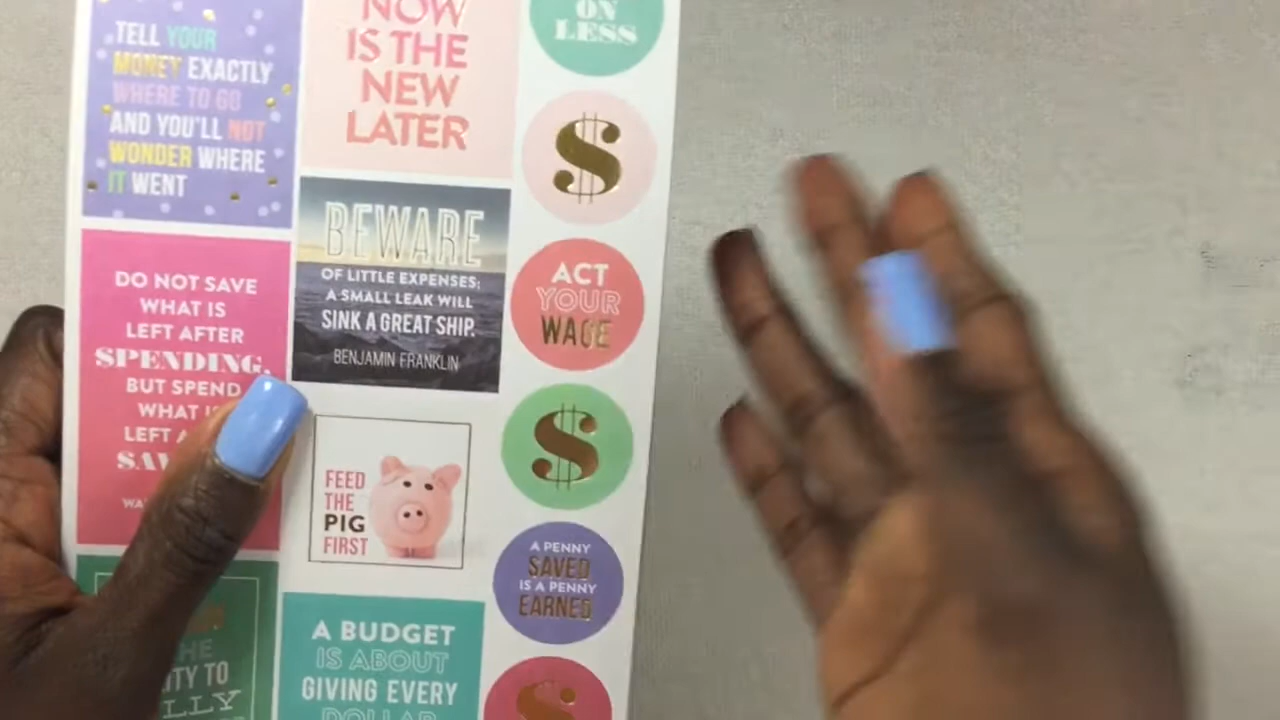 TELL YOUR
MONEY EXACTLY
WHERE TO GO
AND YOU'LL NOT
WONDER WHERE
IT WENT
DO NOT SAVE
WHAT IS
LEFT AFTER
SPENDING,
BUT SPEND
WHAT
LEFT
NOW
IS THE
NEW
LATER
BEWARE
OF LITTLE EXPENSES;
A SMALL LEAK WILL
SINK A GREAT SHIP.
BENJAMIN FRANKLIN
FEED
THE
PIG
FIRST
A BUDGET
IS ABOUT
GIVING EVERY
DOLLAR
ON
LESS
$
ACT
YOUR
WAGE
$
A PENNY
SAVED
IS A PENNY
EARNED
$